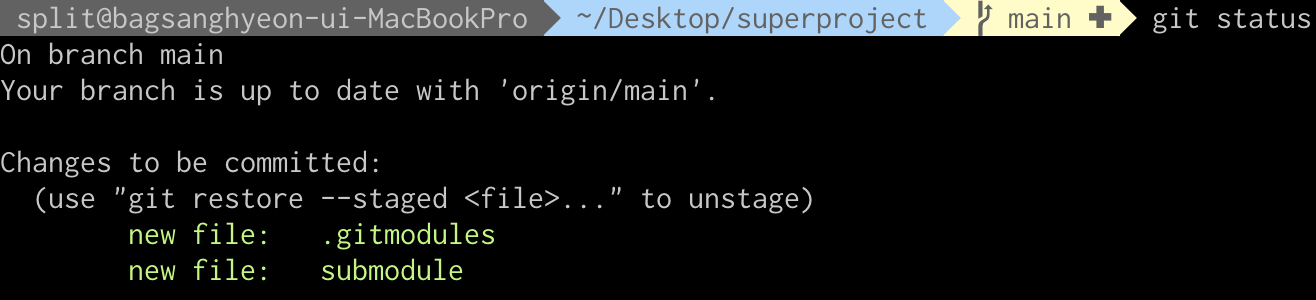 split@bagsanghyeon-ui-MacBookPro ~/Desktop/superproject main ✚ git status
On branch main
Your branch is up to date with 'origin/main'.
Changes to be committed:
(use "git restore --staged <file>..." to unstage)
new file: .gitmodules
new file: submodule